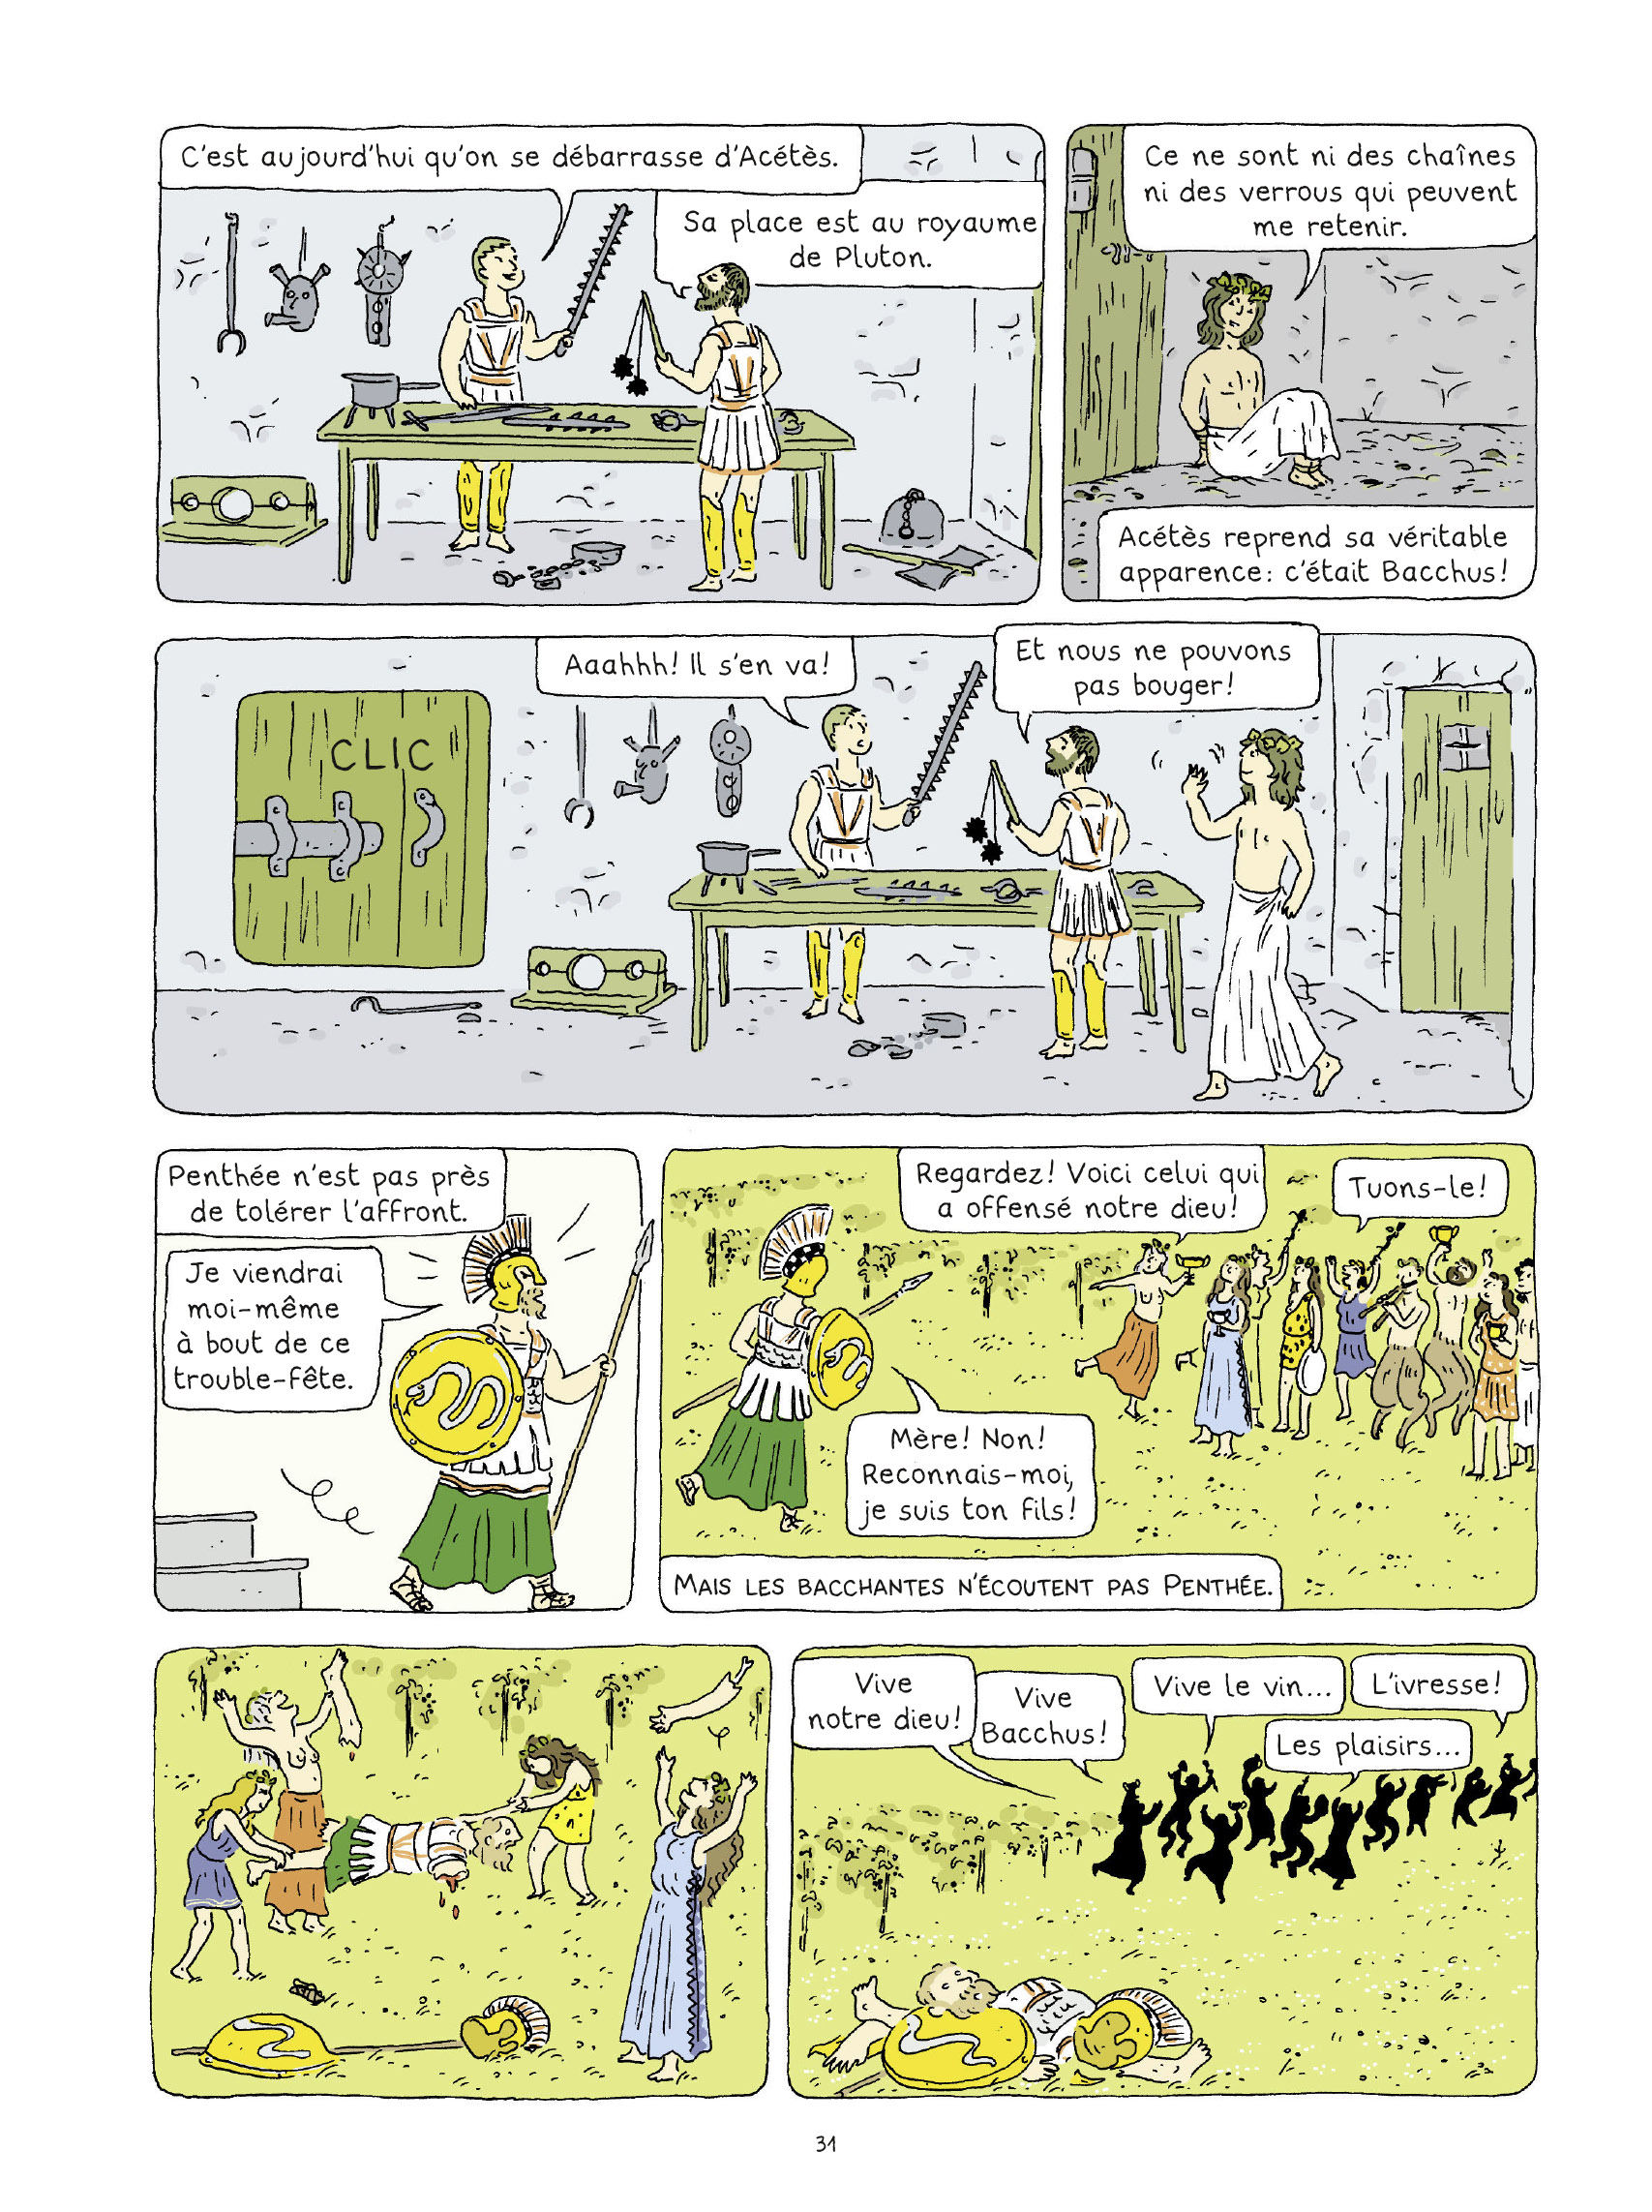 C'est aujourd'hui qu'on se débarrasse d'Acétès.
Sa place est au royaume
de Pluton.
Ce ne sont ni des chaînes
ni des verrous qui peuvent
me retenir.
Acétès reprend sa véritable
apparence : c'était Bacchus !
CLIC
Aaahhh ! Il s'en va !
Et nous ne pouvons
pas bouger !
Penthée n'est pas près
de tolérer l'affront.
Je viendrai
moi-même
à bout de ce
trouble-fête.
Regardez ! Voici celui qui
a offensé notre dieu !
Tuons-le !
Mère ! Non !
Reconnais-moi,
je suis ton fils !
MAIS LES BACCHANTES N'ÉCOUTENT PAS PENTHÉE.
Vive
notre dieu !
Vive
Bacchus !
Vive le vin...
L'ivresse !
Les plaisirs...
31